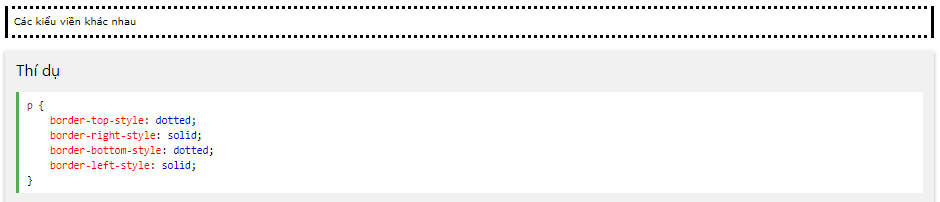 Các kiểu viền khác nhau
Thí dụ
p {
    border-top-style: dotted;
    border-right-style: solid;
    border-bottom-style: dotted;
    border-left-style: solid;
}